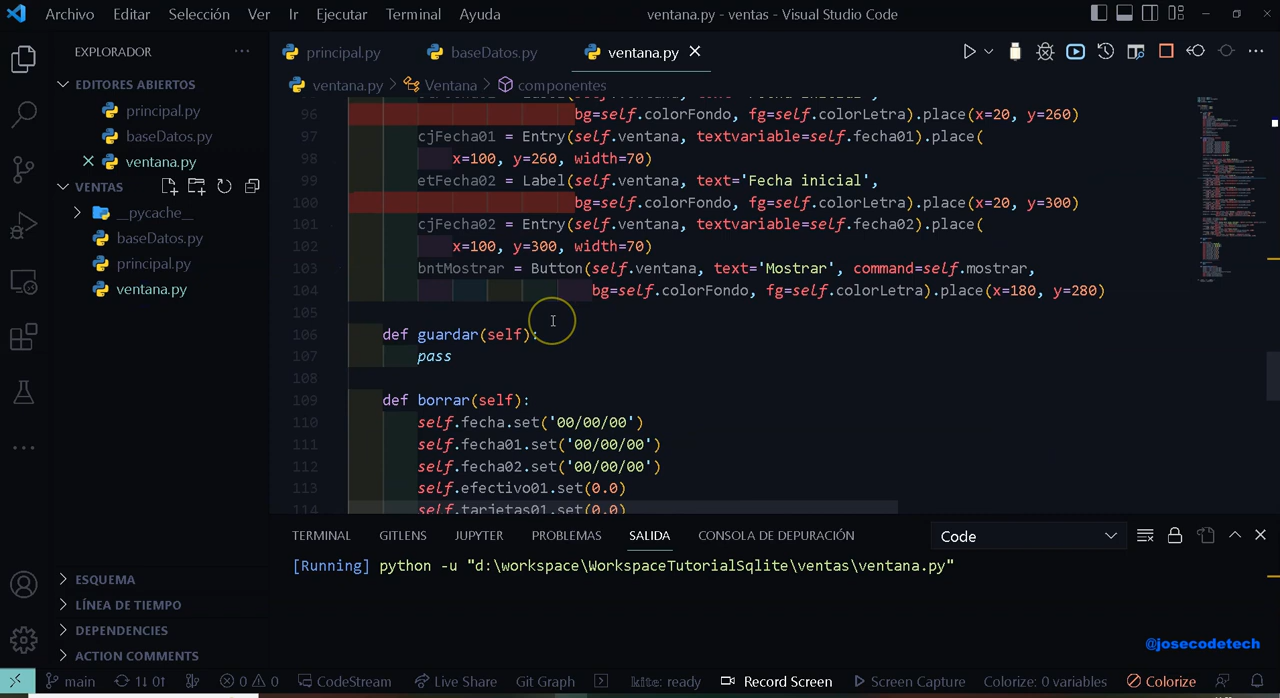 Archivo Editar Selección Ver Ir Ejecutar Terminal Ayuda ventana.py - ventas - Visual Studio Code
EXPLORADOR
EDITORES ABIERTOS
principal.py
baseDatos.py
ventana.py
VENTAS
__pycache__
baseDatos.py
principal.py
ventana.py
ESQUEMA
LÍNEA DE TIEMPO
DEPENDENCIES
ACTION COMMENTS
principal.py baseDatos.py ventana.py
ventana.py > Ventana > componentes
96 bg=self.colorFondo, fg=self.colorLetra).place(x=20, y=260)
97 cjFecha01 = Entry(self.ventana, textvariable=self.fecha01).place(
98 x=100, y=260, width=70)
99 etFecha02 = Label(self.ventana, text='Fecha inicial',
100 bg=self.colorFondo, fg=self.colorLetra).place(x=20, y=300)
101 cjFecha02 = Entry(self.ventana, textvariable=self.fecha02).place(
102 x=100, y=300, width=70)
103 bntMostrar = Button(self.ventana, text='Mostrar', command=self.mostrar,
104 bg=self.colorFondo, fg=self.colorLetra).place(x=180, y=280)
105
106 def guardar(self):
107 pass
108
109 def borrar(self):
110 self.fecha.set('00/00/00')
111 self.fecha01.set('00/00/00')
112 self.fecha02.set('00/00/00')
113 self.efectivo01.set(0.0)
114 self.tarjetas01.set(0.0)
TERMINAL GITLENS JUPYTER PROBLEMAS SALIDA CONSOLA DE DEPURACIÓN Code
[Running] python -u "d:\workspace\WorkspaceTutorialSqlite\ventas\ventana.py"
@josecodetech
main 1↓ 0↑ 0 0 CodeStream Live Share Git Graph kite: ready Record Screen Screen Capture Colorize: 0 variables Colorize